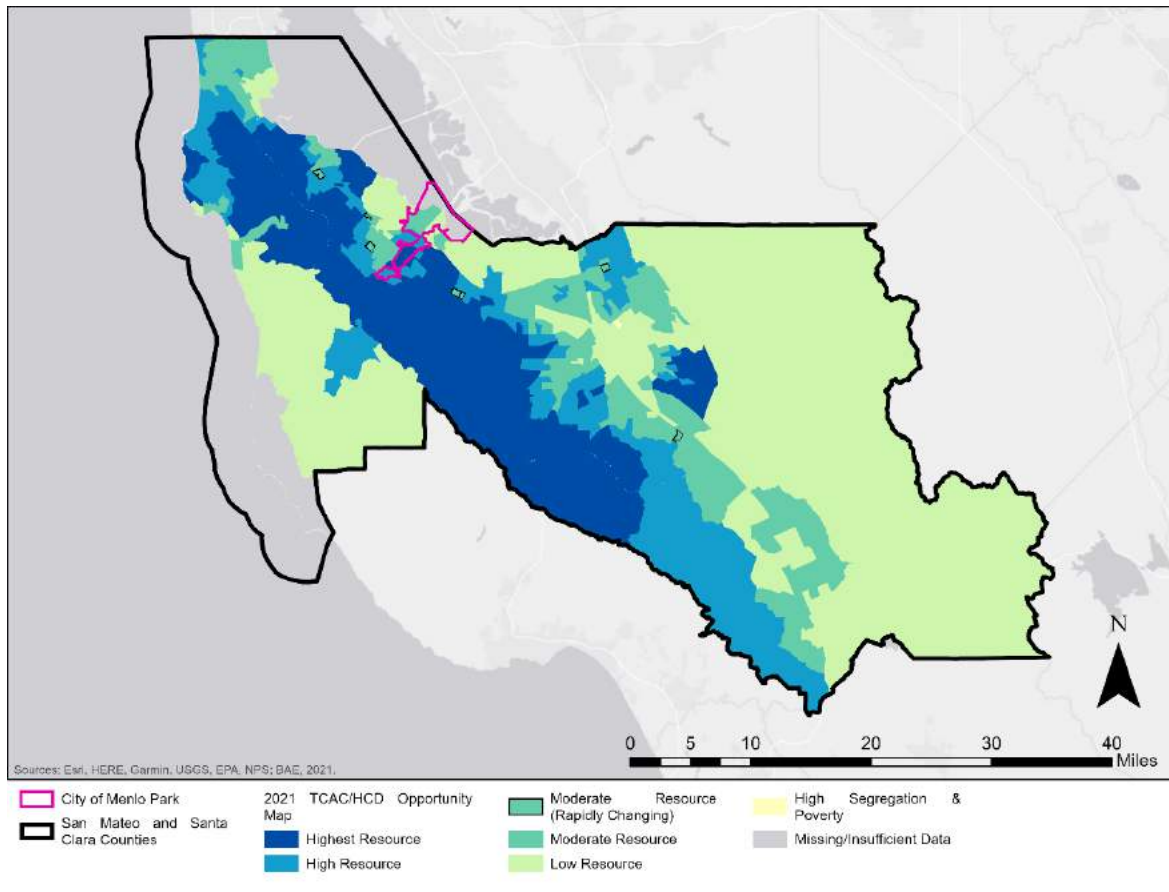 N
0 5 10 20 30 40
Miles
Sources: Esri, HERE, Garmin, USGS, EPA, NPS; BAE, 2021.
City of Menlo Park
San Mateo and Santa
Clara Counties
2021 TCAC/HCD Opportunity
Map
Highest Resource
High Resource
Moderate Resource
(Rapidly Changing)
Moderate Resource
Low Resource
High Segregation &
Poverty
Missing/Insufficient Data